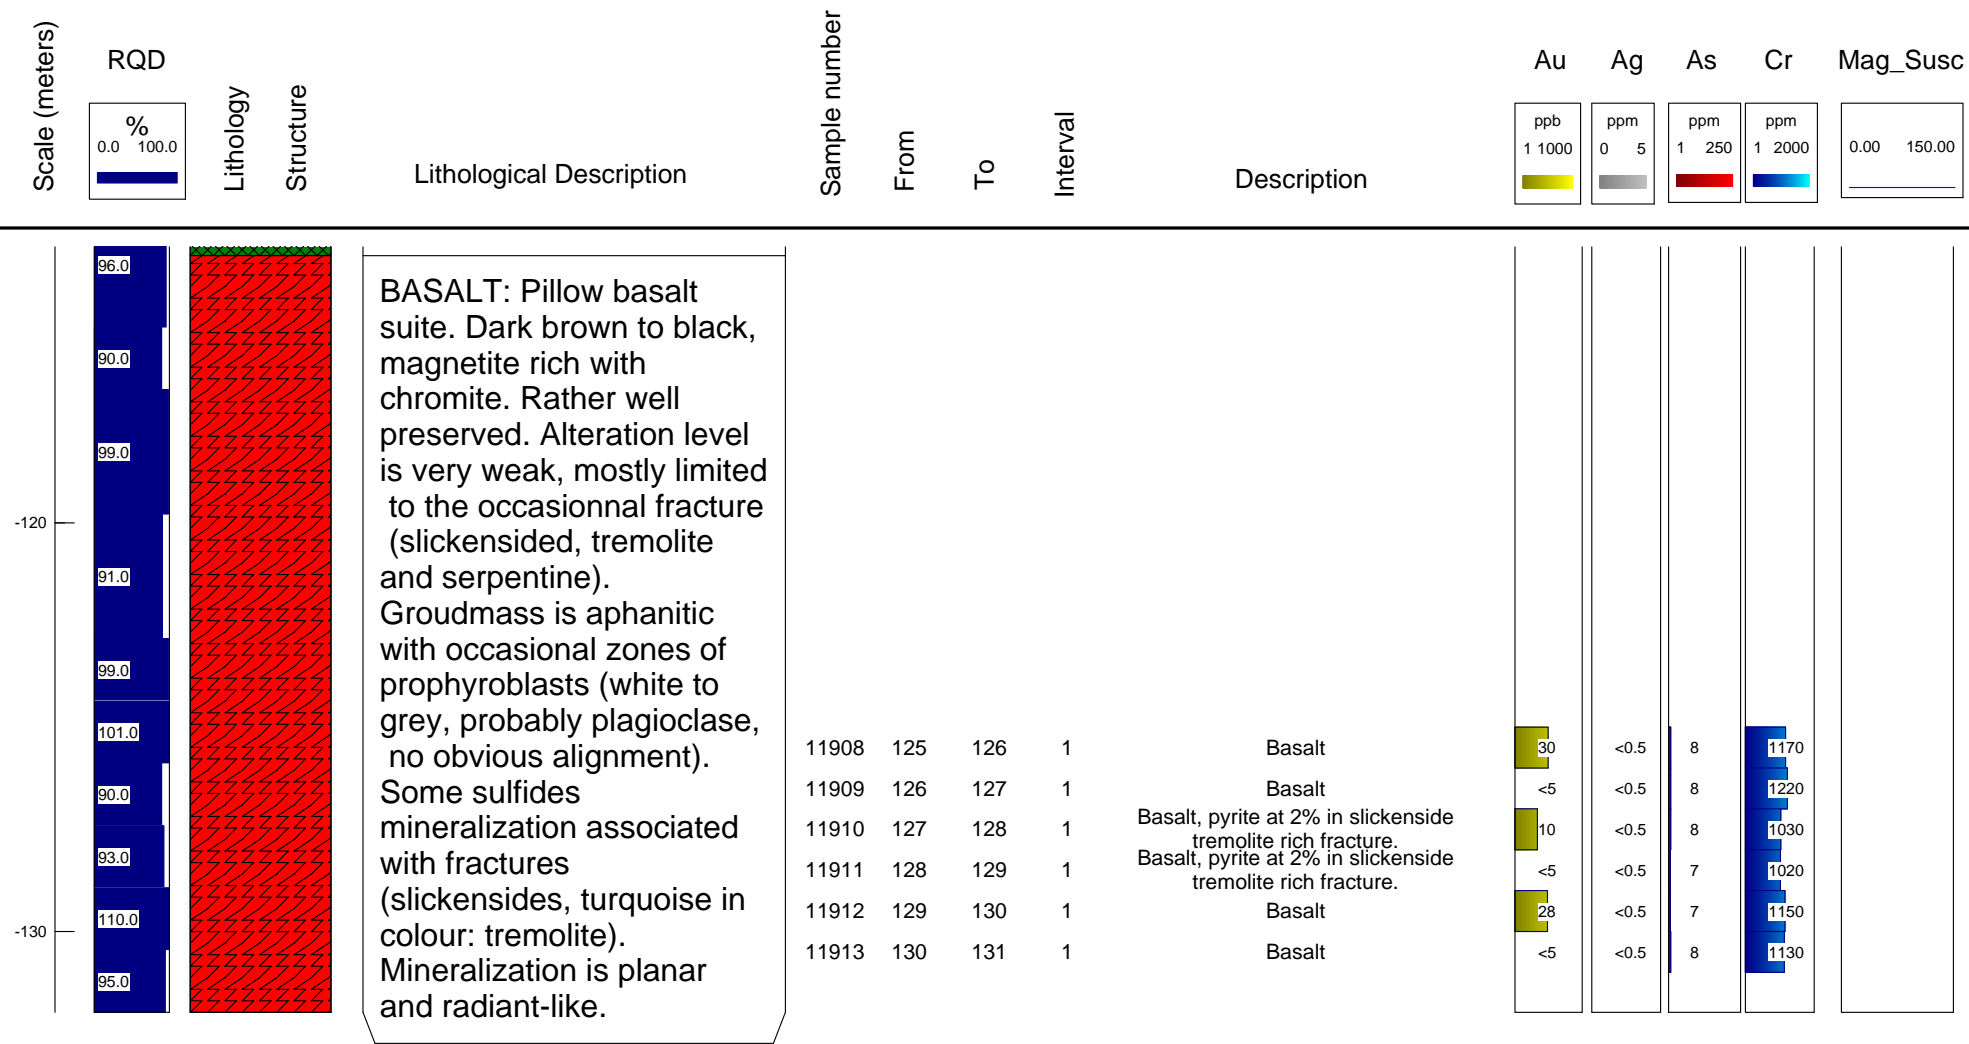 Scale (meters)
RQD
%
0.0 100.0
Lithology
Structure
Lithological Description
Sample number
From
To
Interval
Description
Au
ppb
1 1000
Ag
ppm
0 5
As
ppm
1 250
Cr
ppm
1 2000
Mag_Susc
0.00 150.00
-120
-130
96.0
90.0
99.0
91.0
99.0
101.0
90.0
93.0
110.0
95.0
BASALT: Pillow basalt
suite. Dark brown to black,
magnetite rich with
chromite. Rather well
preserved. Alteration level
is very weak, mostly limited
to the occasionnal fracture
(slickensided, tremolite
and serpentine).
Groudmass is aphanitic
with occasional zones of
prophyroblasts (white to
grey, probably plagioclase,
no obvious alignment).
Some sulfides
mineralization associated
with fractures
(slickensides, turquoise in
colour: tremolite).
Mineralization is planar
and radiant-like.
11908 125 126 1 Basalt 30 <0.5 8 1170
11909 126 127 1 Basalt <5 <0.5 8 1220
11910 127 128 1 Basalt, pyrite at 2% in slickenside
tremolite rich fracture. 10 <0.5 8 1030
11911 128 129 1 Basalt, pyrite at 2% in slickenside
tremolite rich fracture. <5 <0.5 7 1020
11912 129 130 1 Basalt 28 <0.5 7 1150
11913 130 131 1 Basalt <5 <0.5 8 1130